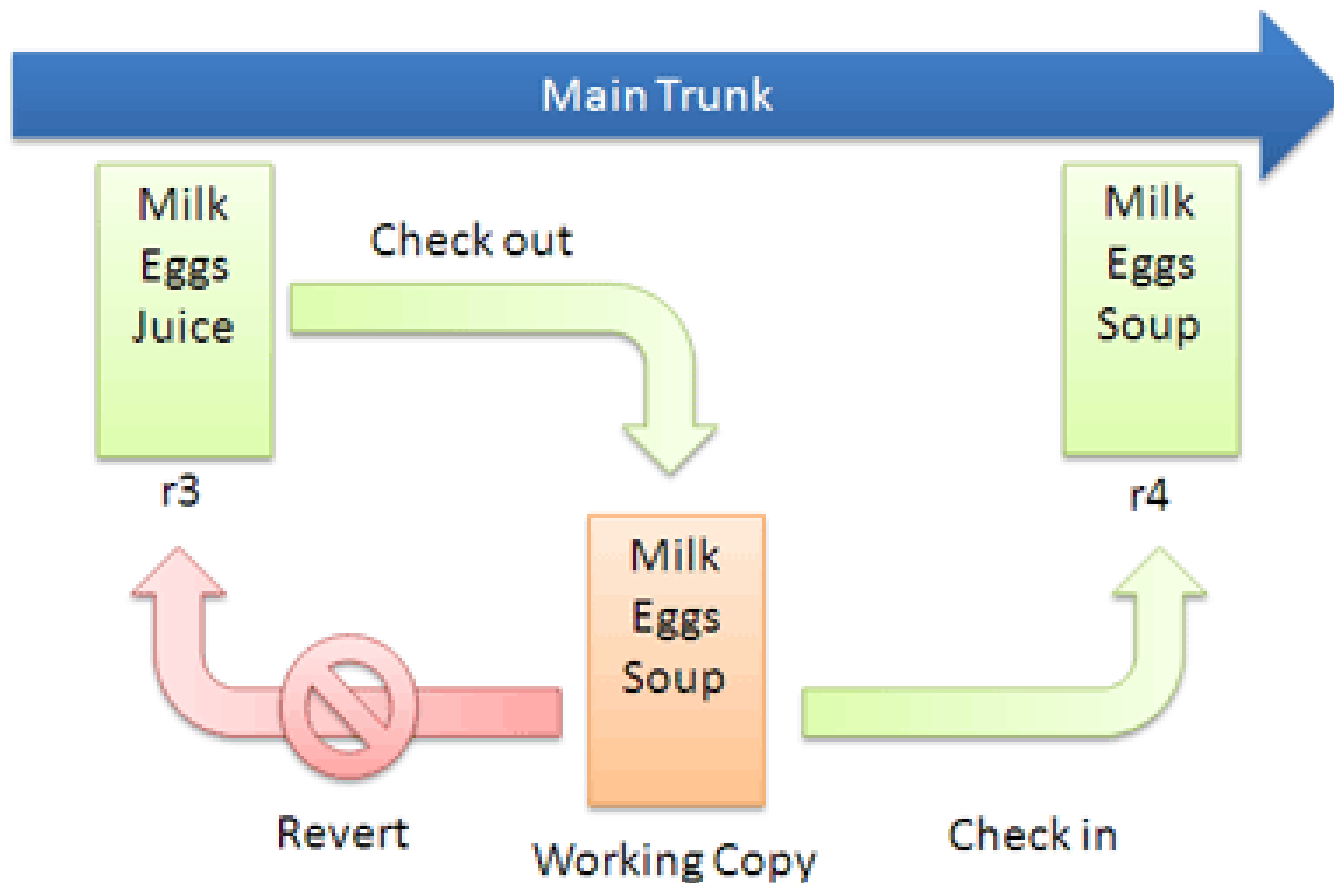 Main Trunk
Milk
Eggs
Juice
r3
Check out
Milk
Eggs
Soup
r4
Milk
Eggs
Soup
Working Copy
Revert
Check in